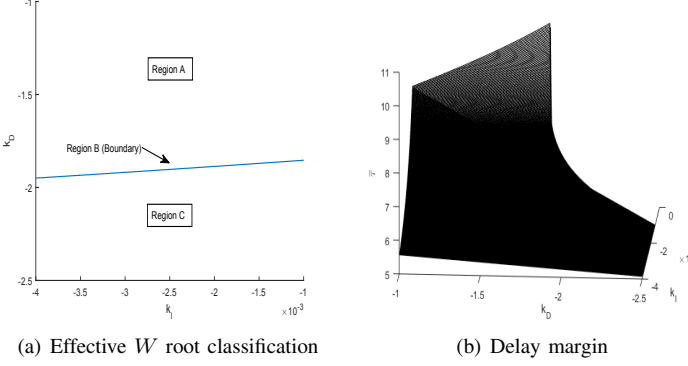 -1
-1.5
-2
-2.5
k_D
Region A
Region B (Boundary)
Region C
-4
-3.5
-3
-2.5
-2
-1.5
-1
×10^-3
k_I
(a) Effective W root classification
11
10
9
8
7
6
5
τ̄
-1
-1.5
-2
-2.5
k_D
0
-2
-4
×1
k_I
(b) Delay margin